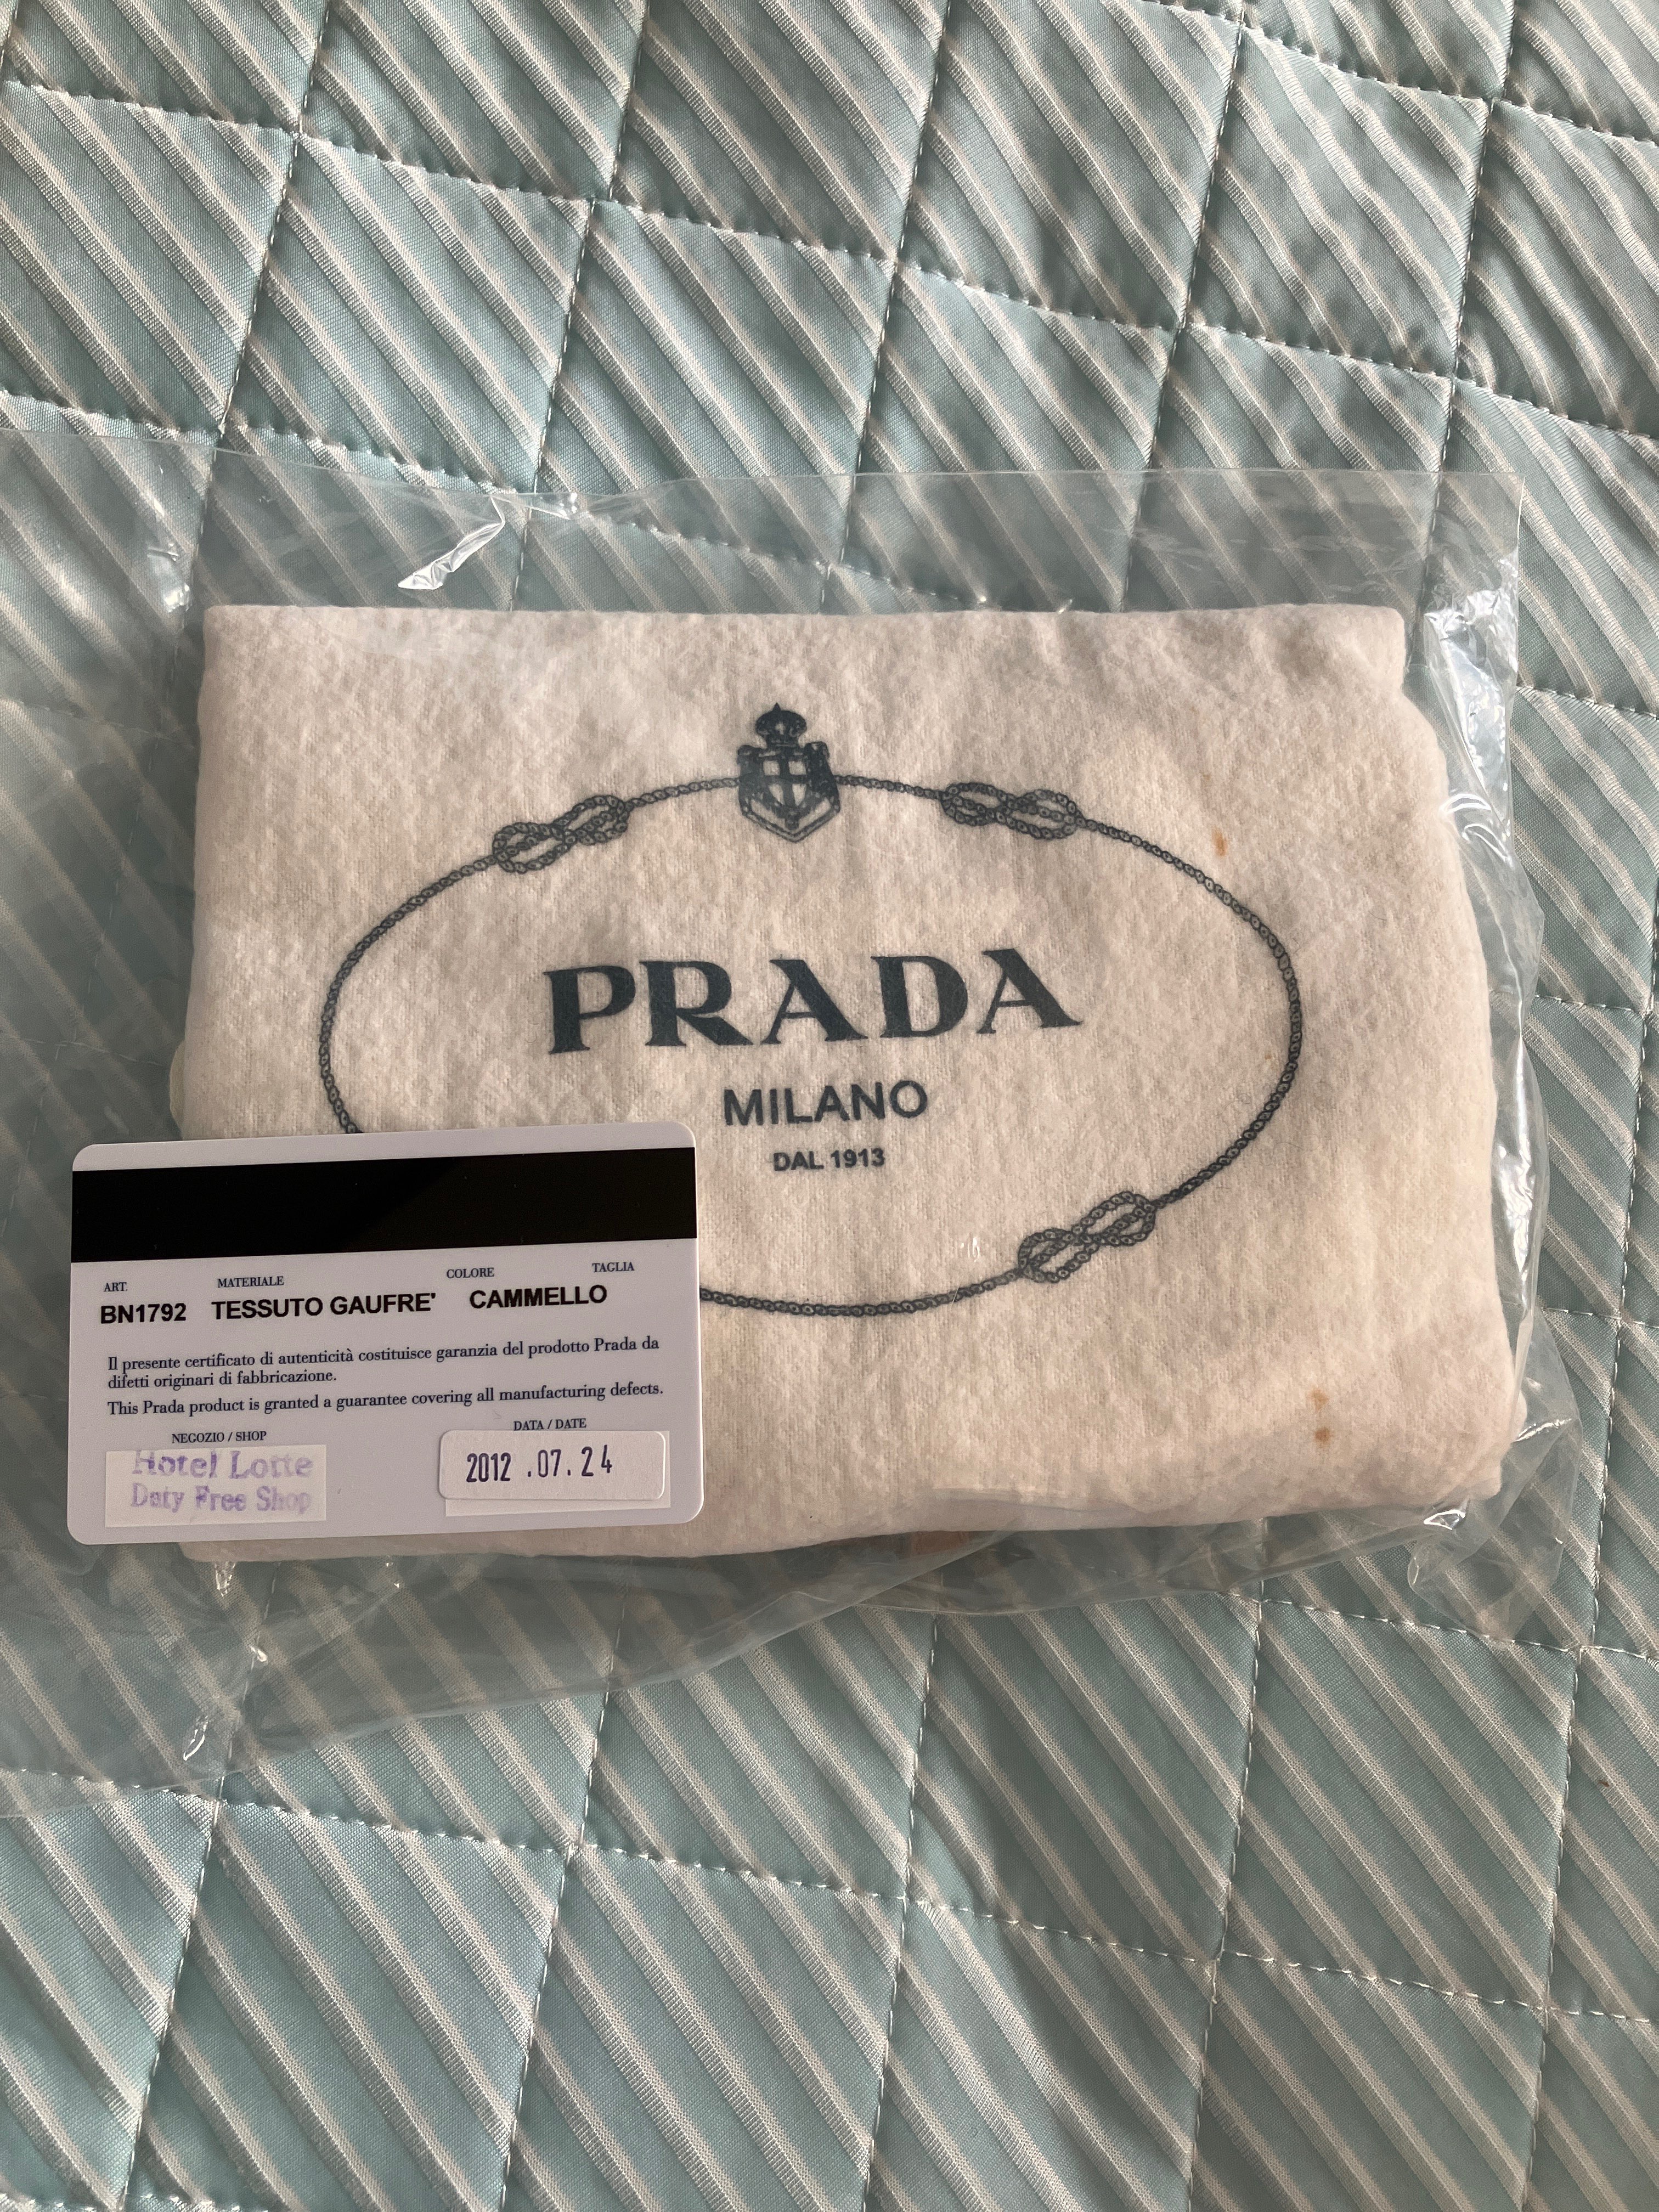 PRADA
MILANO
DAL 1913
ART. MATERIALE COLORE TAGLIA
BN1792 TESSUTO GAUFRE' CAMMELLO
Il presente certificato di autenticità costituisce garanzia del prodotto Prada da
difetti originari di fabbricazione.
This Prada product is granted a guarantee covering all manufacturing defects.
NEGOZIO / SHOP DATA / DATE
Hotel Lotte
Duty Free Shop
2012 .07. 24